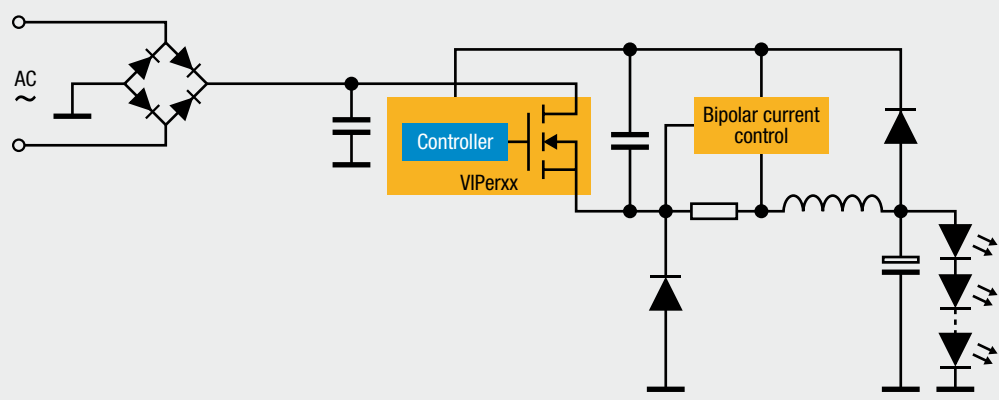 AC
~
Controller
VIPerxx
Bipolar current
control